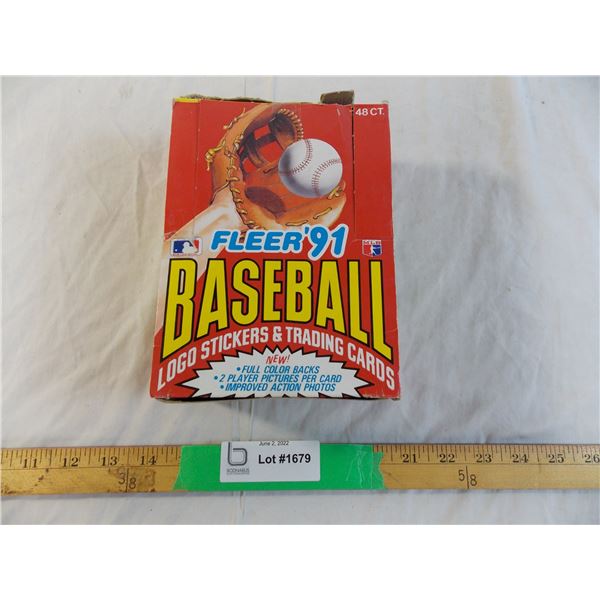 48 CT.
FLEER '91
MLB
BASEBALL
LOGO STICKERS & TRADING CARDS
NEW!
•FULL COLOR BACKS
•2 PLAYER PICTURES PER CARD
•IMPROVED ACTION PHOTOS
June 2, 2022
Lot #1679
BODNARUS
11 12 13 14 21 22 23 24 25 26
3/8 5/8